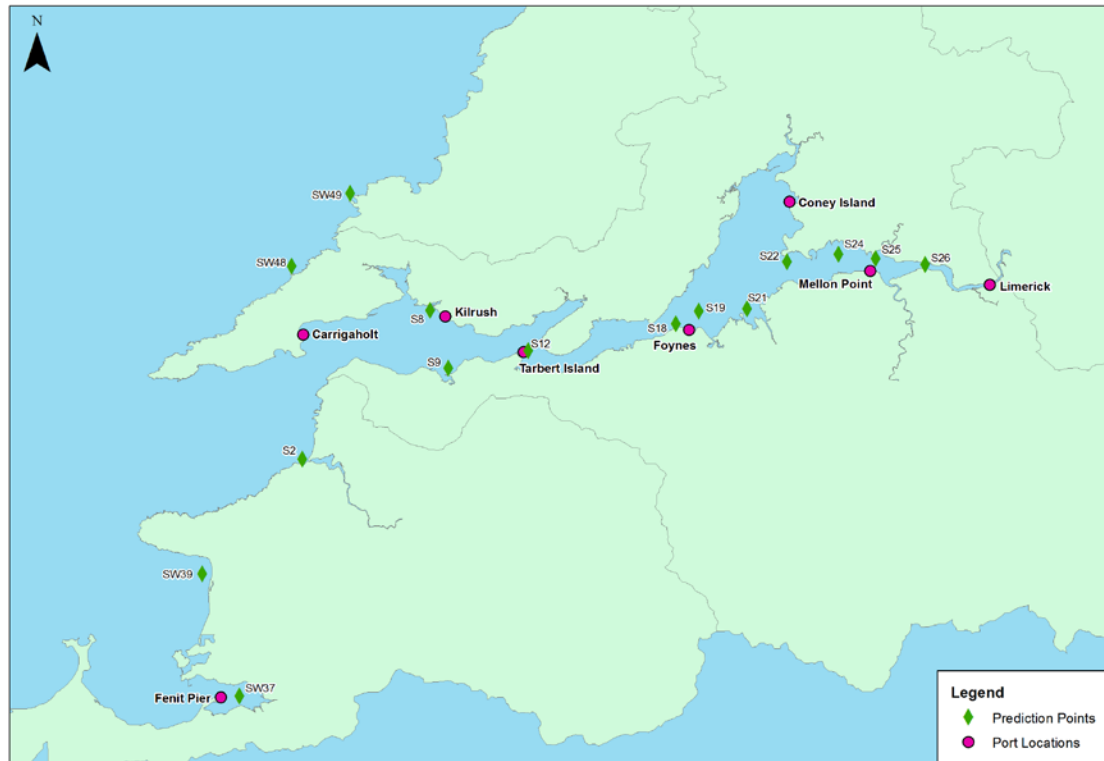 N
SW49
Coney Island
S24
S22
S25
S26
SW48
Mellon Point
Limerick
S8
Kilrush
S19
S21
S18
Carrigaholt
Foynes
S12
S9
Tarbert Island
S2
SW39
SW37
Fenit Pier
Legend
Prediction Points
Port Locations